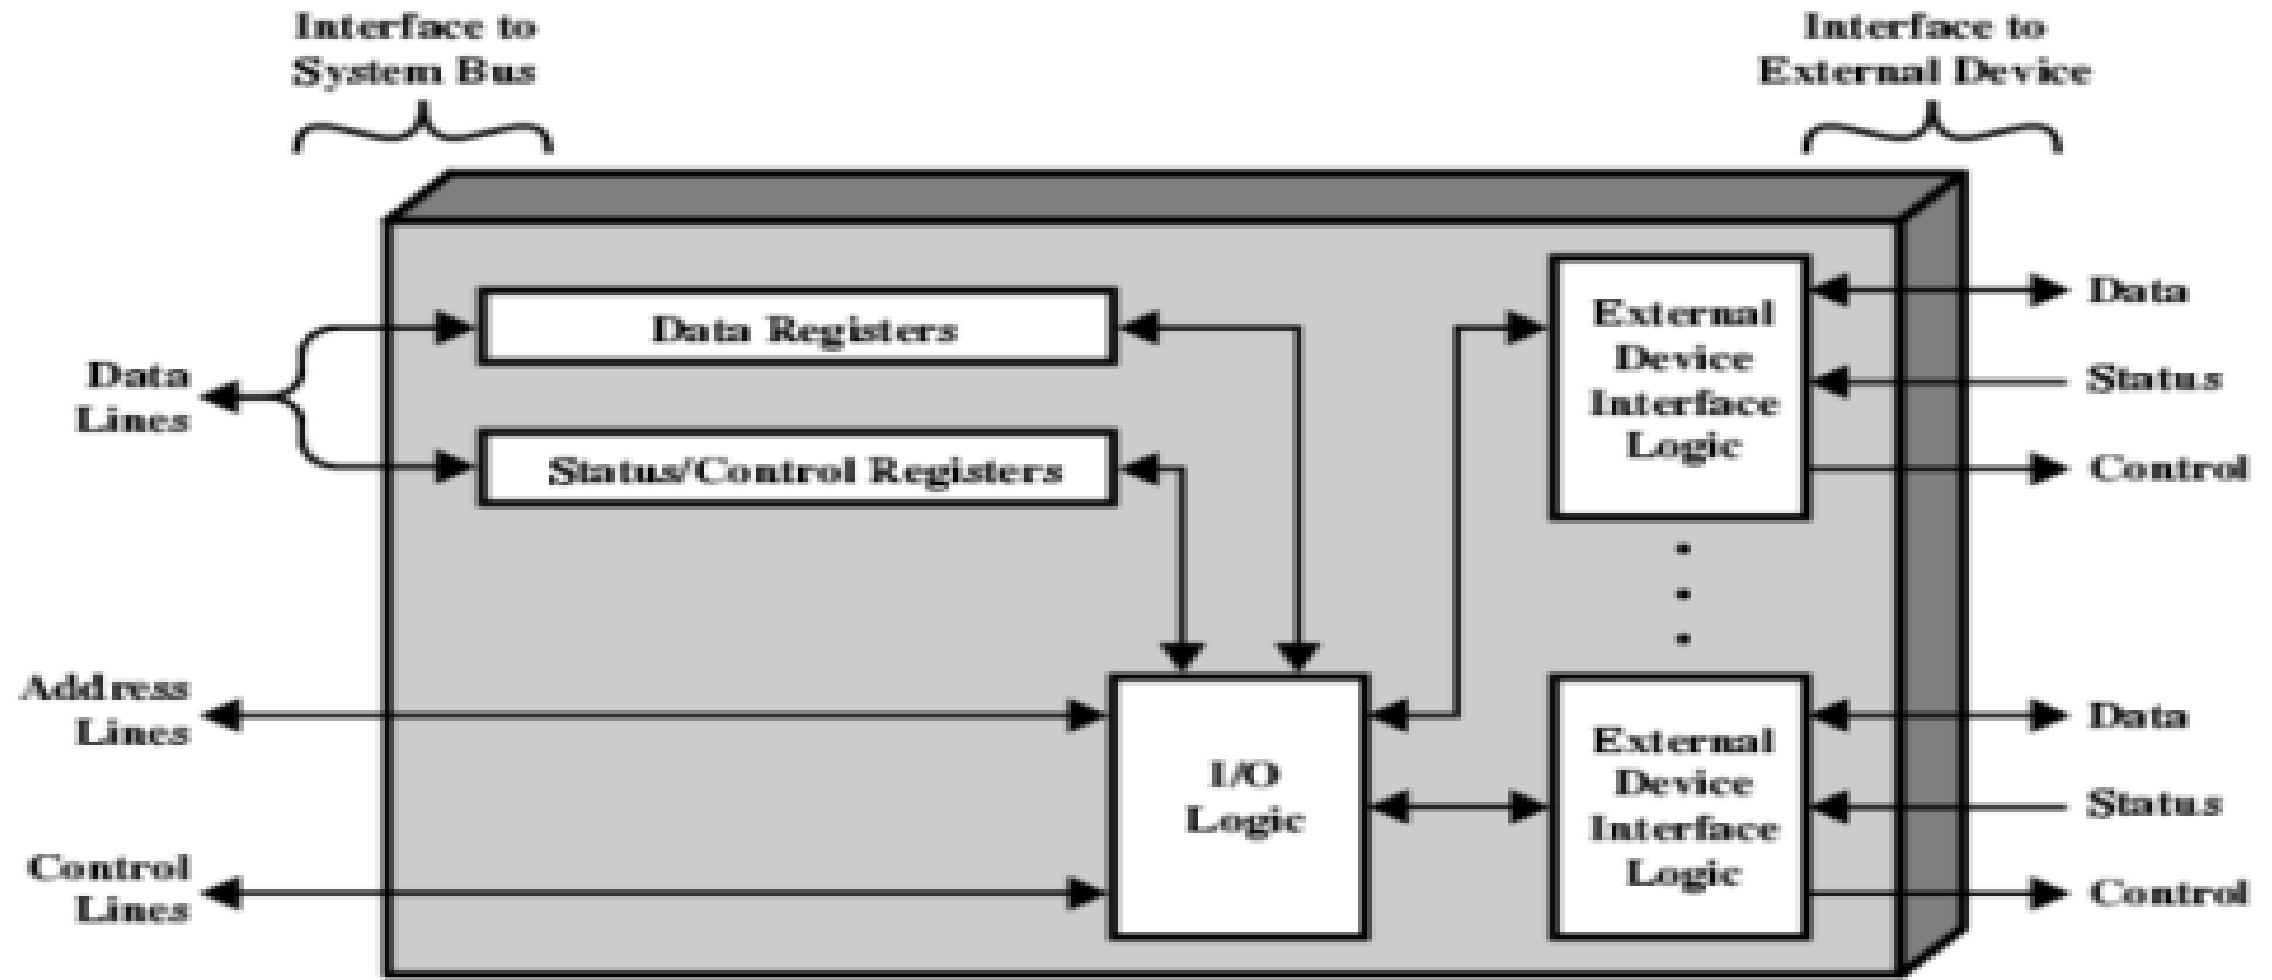 Interface to
System Bus
Interface to
External Device
Data Registers
Status/Control Registers
Data
Lines
Address
Lines
Control
Lines
I/O
Logic
External
Device
Interface
Logic
Data
Status
Control
External
Device
Interface
Logic
Data
Status
Control